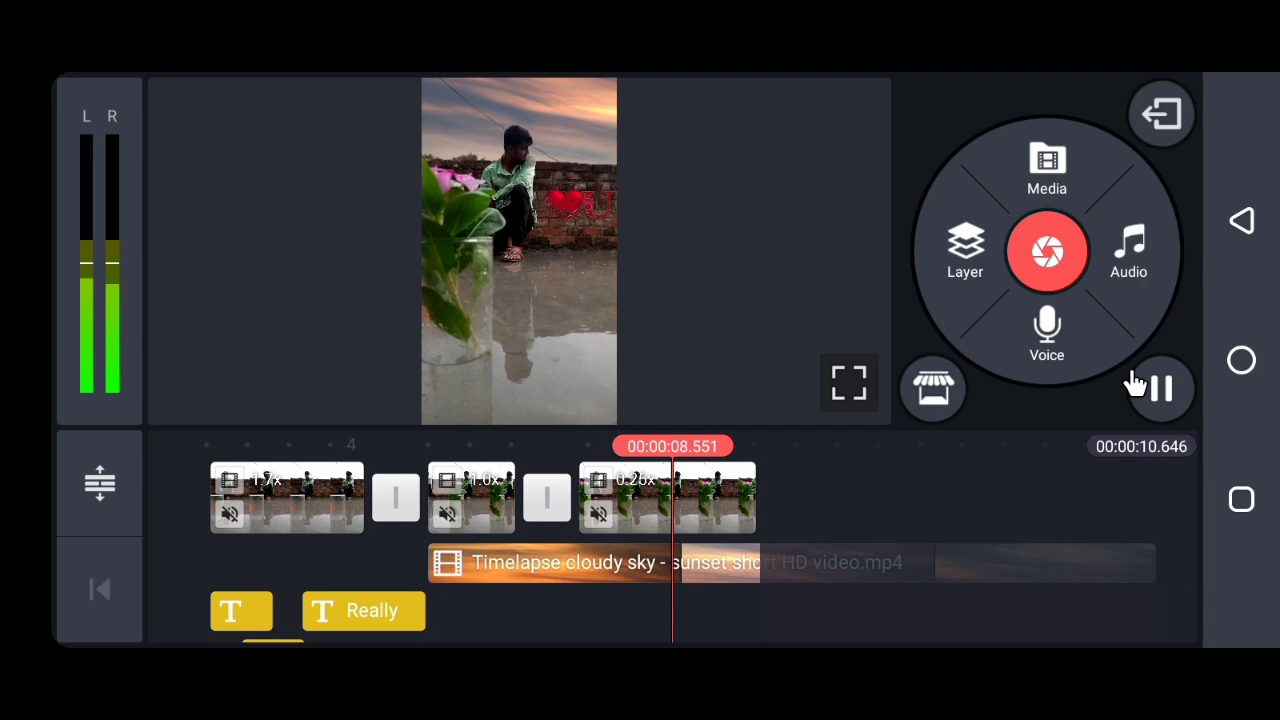 L R
Media
Layer
Audio
Voice
4
00:00:08.551
00:00:10.646
1.7x
1.0x
0.25x
Timelapse cloudy sky - sunset short HD video.mp4
T
T Really
U